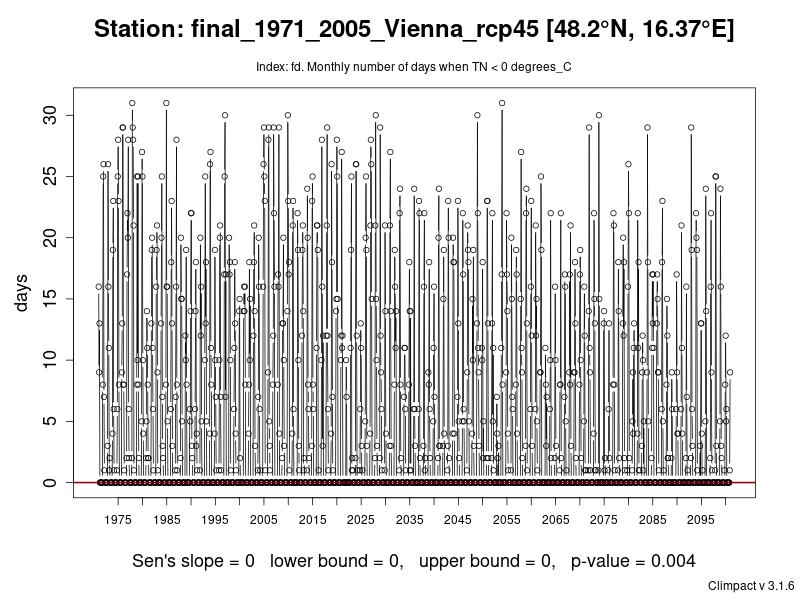 Station: final_1971_2005_Vienna_rcp45 [48.2°N, 16.37°E]
Index: fd. Monthly number of days when TN < 0 degrees_C
30
25
20
15
10
5
0
days
1975 1985 1995 2005 2015 2025 2035 2045 2055 2065 2075 2085 2095
Sen's slope = 0 lower bound = 0, upper bound = 0, p-value = 0.004
Climpact v 3.1.6